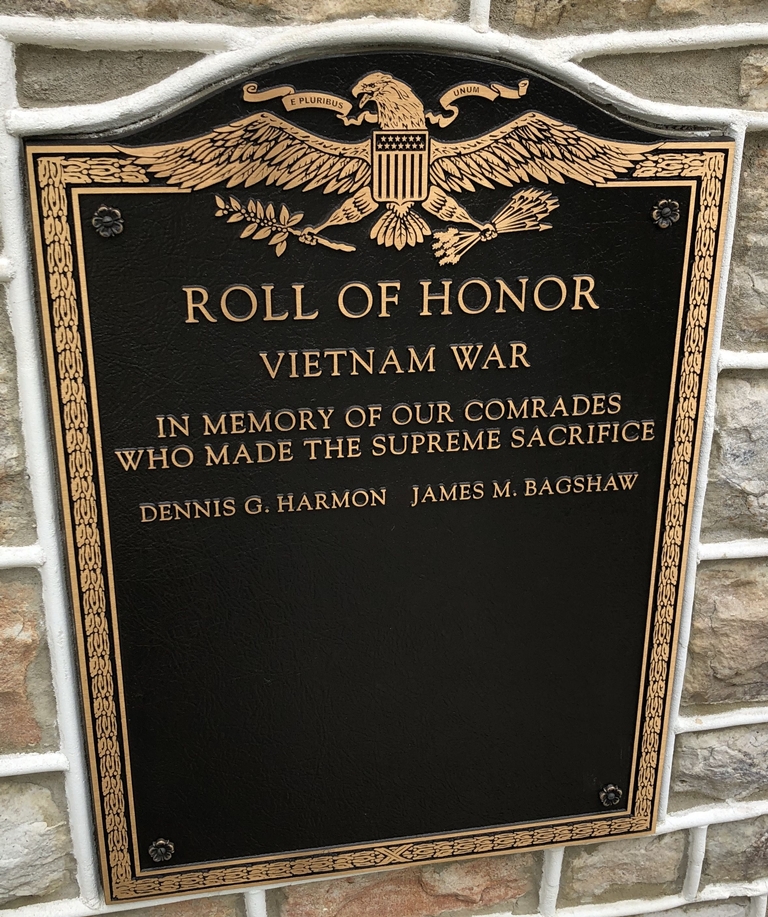 E PLURIBUS UNUM
ROLL OF HONOR
VIETNAM WAR
IN MEMORY OF OUR COMRADES
WHO MADE THE SUPREME SACRIFICE
DENNIS G. HARMON JAMES M. BAGSHAW